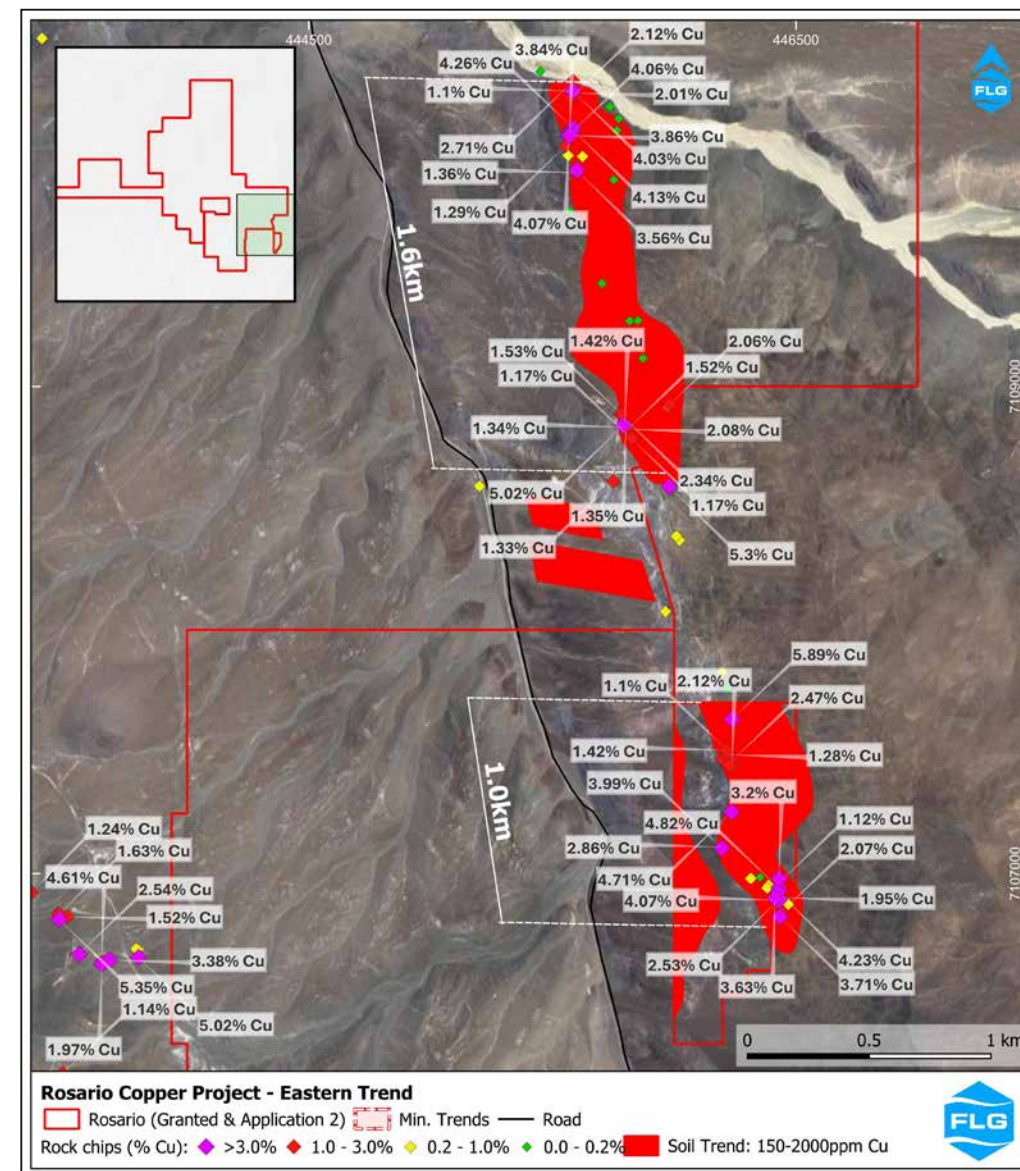 444500
446500
2.12% Cu
3.84% Cu
4.26% Cu
4.06% Cu
FLG
1.1% Cu
2.01% Cu
3.86% Cu
2.71% Cu
4.03% Cu
1.36% Cu
4.13% Cu
1.29% Cu
4.07% Cu
3.56% Cu
1.6km
1.42% Cu
2.06% Cu
1.53% Cu
1.52% Cu
1.17% Cu
7109000
1.34% Cu
2.08% Cu
2.34% Cu
5.02% Cu
1.17% Cu
1.35% Cu
1.33% Cu
5.3% Cu
5.89% Cu
2.12% Cu
1.1% Cu
2.47% Cu
1.42% Cu
1.28% Cu
3.99% Cu
3.2% Cu
1.0km
4.82% Cu
1.12% Cu
1.24% Cu
2.86% Cu
2.07% Cu
1.63% Cu
4.61% Cu
4.71% Cu
7107000
2.54% Cu
4.07% Cu
1.95% Cu
1.52% Cu
3.38% Cu
2.53% Cu
4.23% Cu
5.35% Cu
3.63% Cu
3.71% Cu
1.14% Cu
5.02% Cu
1.97% Cu
0 0.5 1 km
Rosario Copper Project - Eastern Trend
Rosario (Granted & Application 2) Min. Trends Road
Rock chips (% Cu): >3.0% 1.0 - 3.0% 0.2 - 1.0% 0.0 - 0.2% Soil Trend: 150-2000ppm Cu
FLG